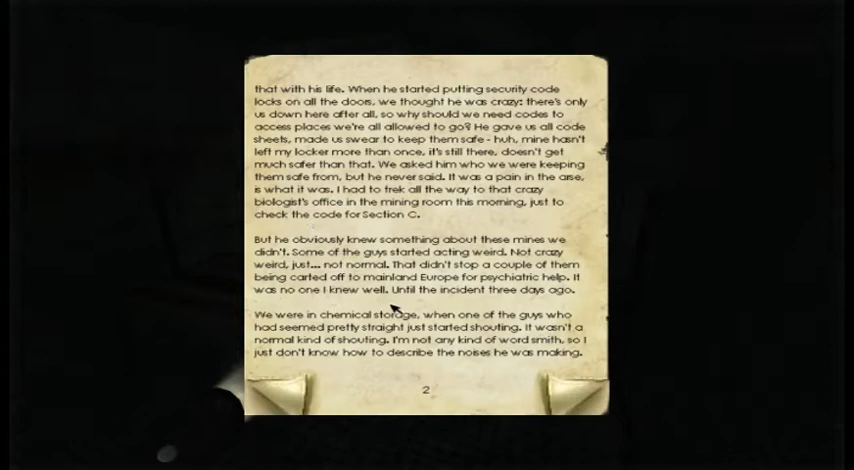 that with his life. When he started putting security code
locks on all the doors, we thought he was crazy: there's only
us down here after all, so why should we need codes to
access places we're all allowed to go? He gave us all code
sheets, made us swear to keep them safe - huh, mine hasn't
left my locker more than once, it's still there, doesn't get
much safer than that. We asked him who we were keeping
them safe from, but he never said. It was a pain in the arse,
is what it was. I had to trek all the way to that crazy
biologist's office in the mining room this morning, just to
check the code for Section C.
But he obviously knew something about these mines we
didn't. Some of the guys started acting weird. Not crazy
weird, just... not normal. That didn't stop a couple of them
being carted off to mainland Europe for psychiatric help. It
was no one I knew well. Until the incident three days ago.
We were in chemical storage, when one of the guys who
had seemed pretty straight just started shouting. It wasn't a
normal kind of shouting. I'm not any kind of word smith, so I
just don't know how to describe the noises he was making.
2